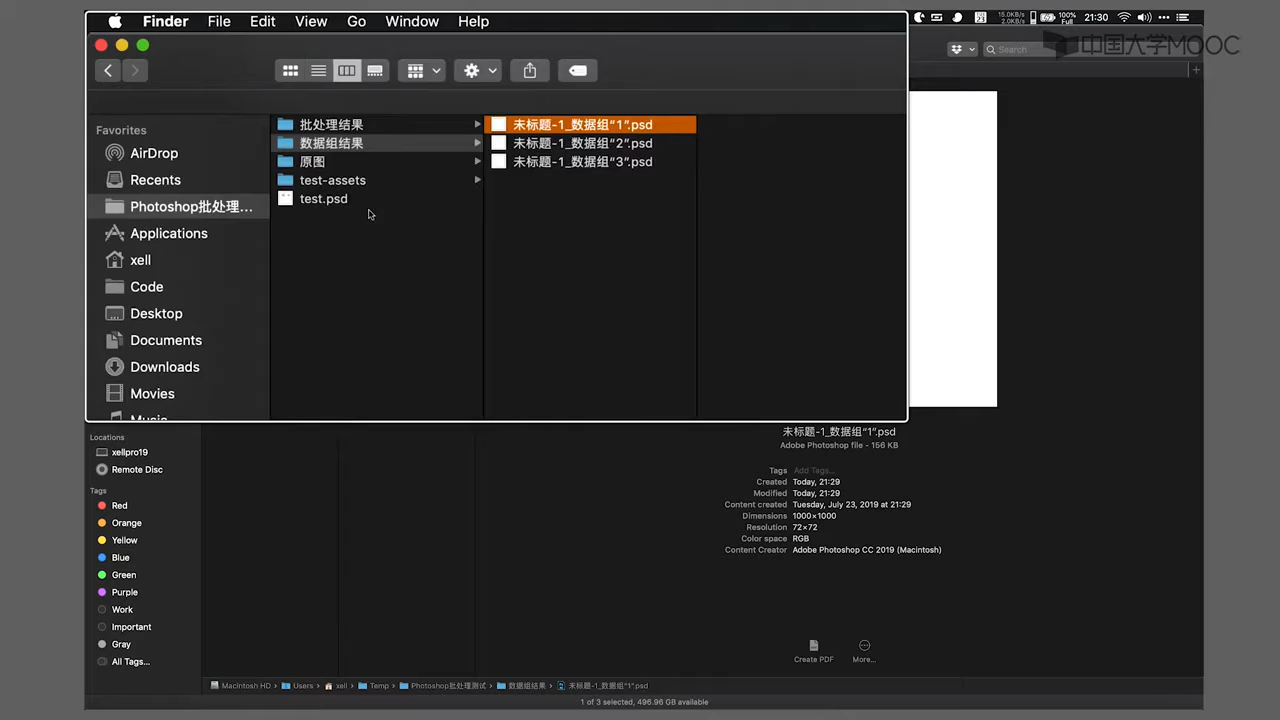 Finder File Edit View Go Window Help
15.0KB/s
2.0KB/s
100%
Full
21:30
Search
中国大学MOOC
Favorites
AirDrop
Recents
Photoshop批处理...
Applications
xell
Code
Desktop
Documents
Downloads
Movies
Music
批处理结果
数据组结果
原图
test-assets
test.psd
未标题-1_数据组“1”.psd
未标题-1_数据组“2”.psd
未标题-1_数据组“3”.psd
Locations
xellpro19
Remote Disc
Tags
Red
Orange
Yellow
Blue
Green
Purple
Work
Important
Gray
All Tags...
未标题-1_数据组“1”.psd
Adobe Photoshop file - 156 KB
Tags Add Tags...
Created Today, 21:29
Modified Today, 21:29
Content created Tuesday, July 23, 2019 at 21:29
Dimensions 1000×1000
Resolution 72×72
Color space RGB
Content Creator Adobe Photoshop CC 2019 (Macintosh)
Create PDF
More...
Macintosh HD › Users › xell › Temp › Photoshop批处理测试 › 数据组结果 › 未标题-1_数据组“1”.psd
1 of 3 selected, 496.96 GB available